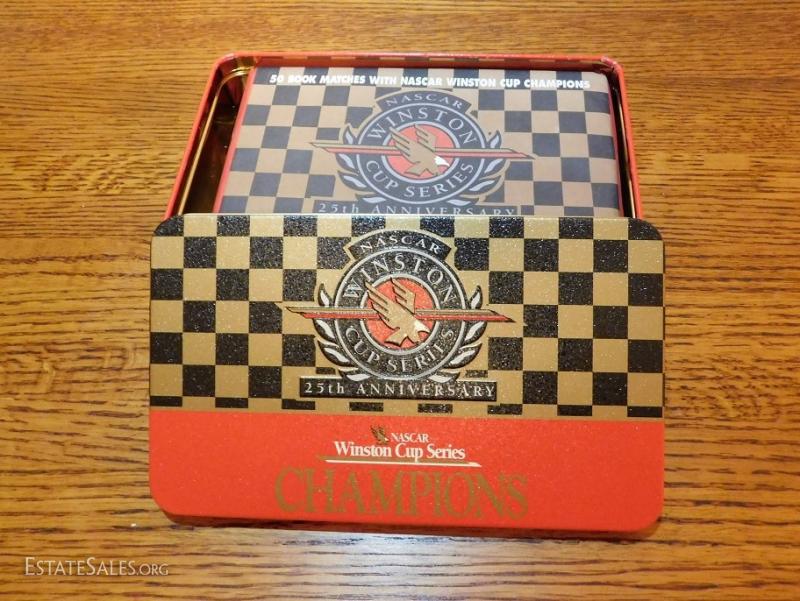 50 BOOK MATCHES WITH NASCAR WINSTON CUP CHAMPIONS
NASCAR
WINSTON
CUP SERIES
25th ANNIVERSARY
NASCAR
WINSTON
CUP SERIES
25th ANNIVERSARY
NASCAR
Winston Cup Series
CHAMPIONS
ESTATESALES.ORG